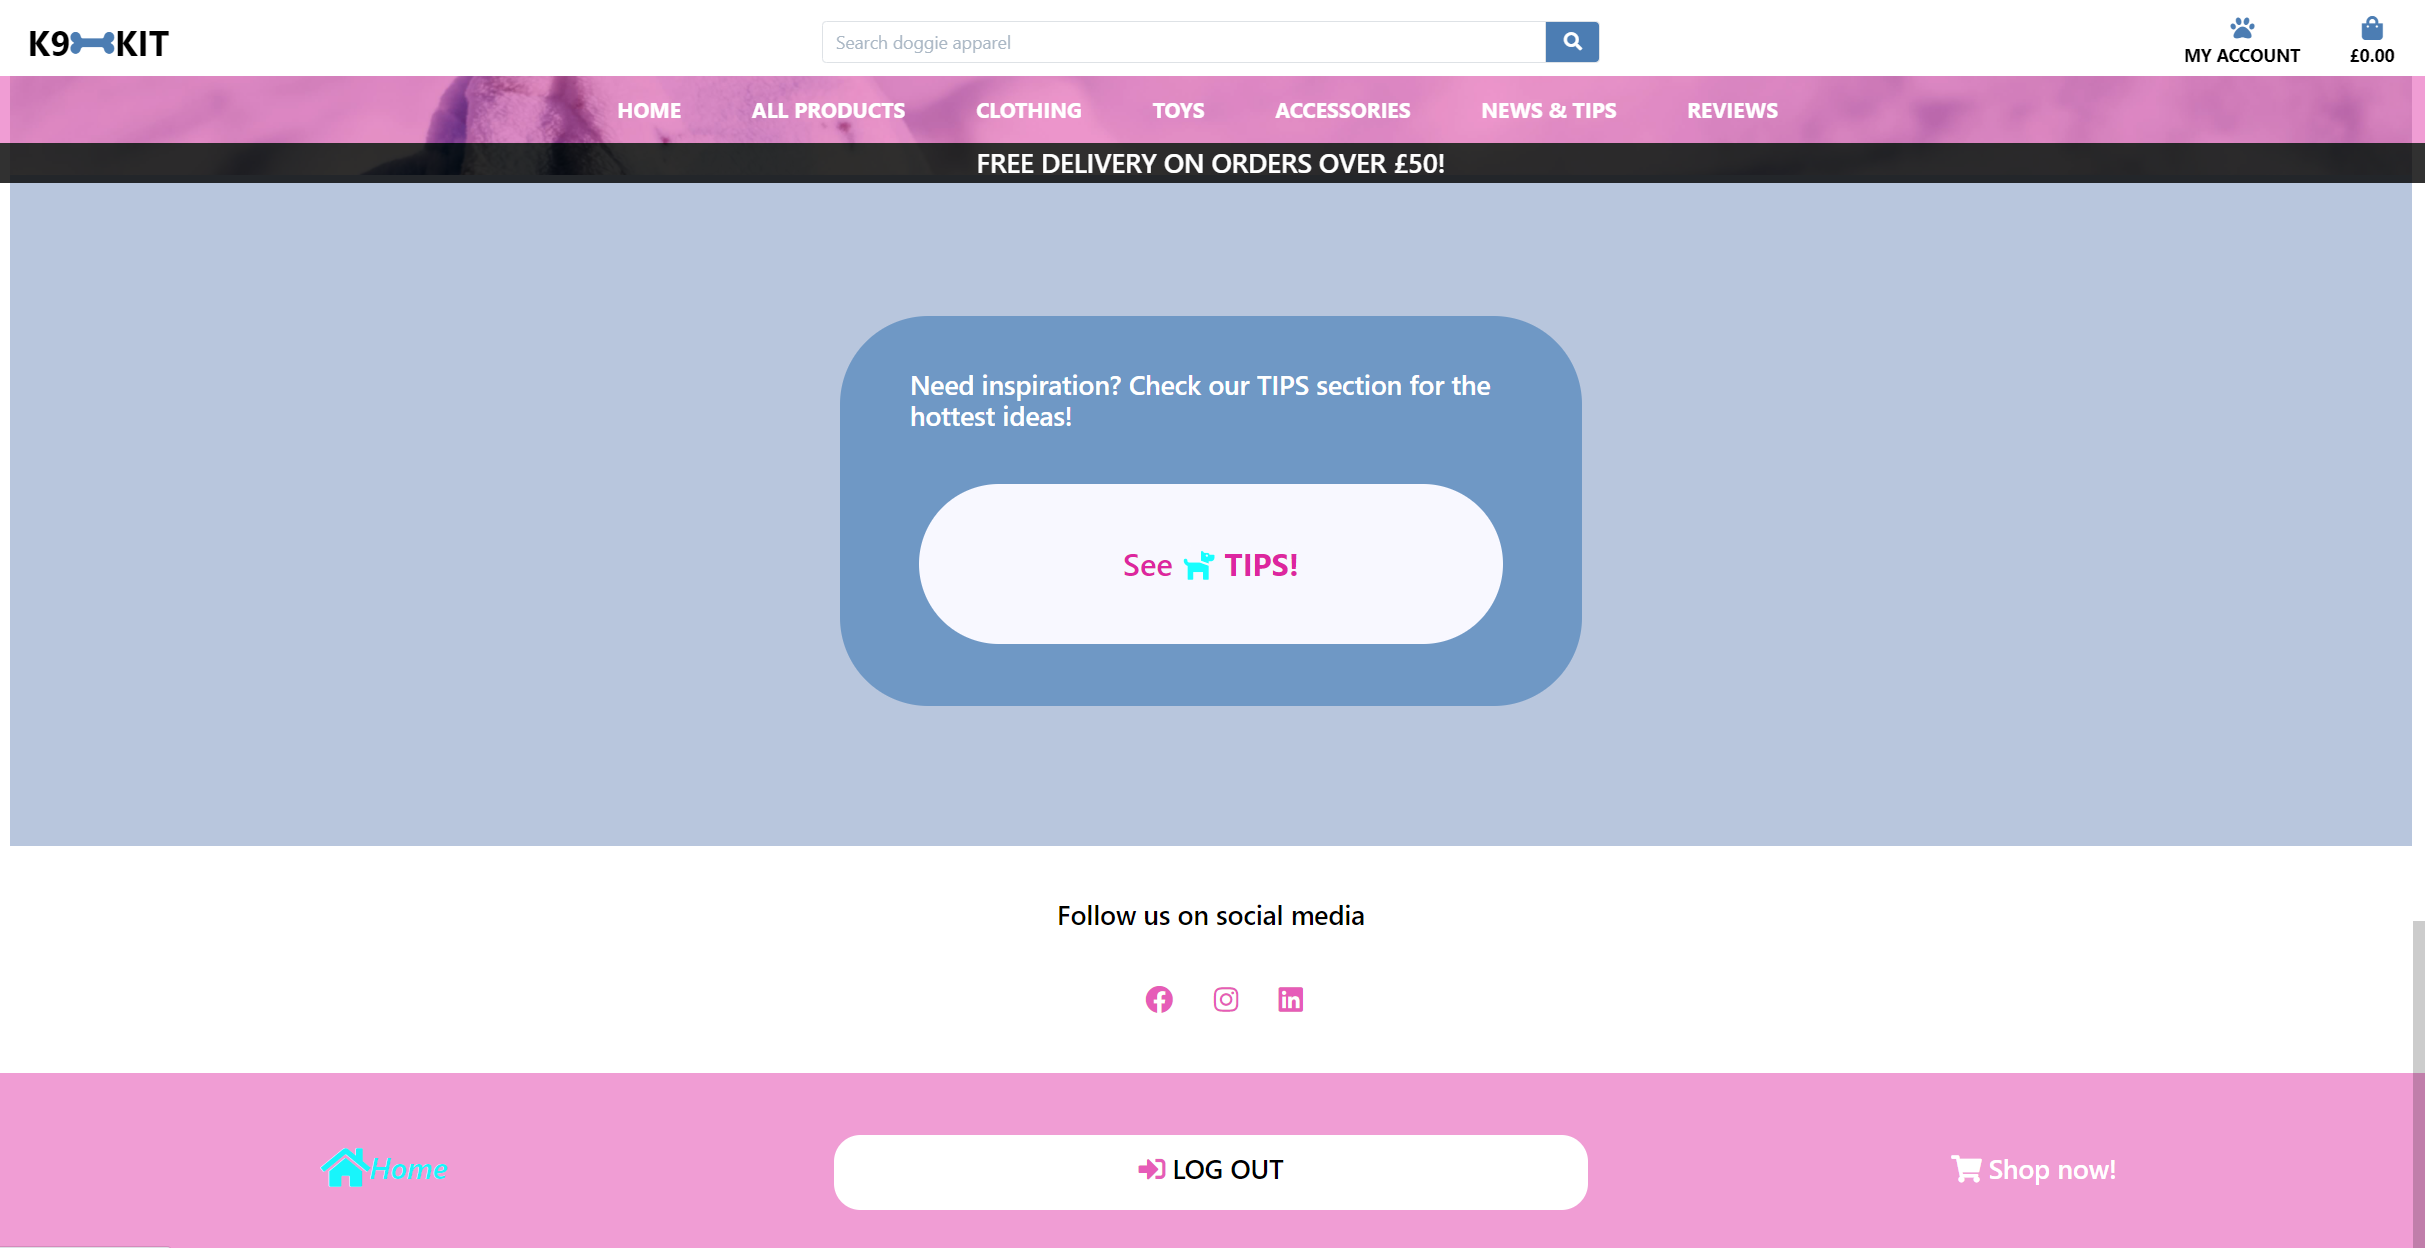 K9 KIT
Search doggie apparel
MY ACCOUNT
£0.00
HOME ALL PRODUCTS CLOTHING TOYS ACCESSORIES NEWS & TIPS REVIEWS
FREE DELIVERY ON ORDERS OVER £50!
Need inspiration? Check our TIPS section for the
hottest ideas!
See TIPS!
Follow us on social media
Home
LOG OUT
Shop now!